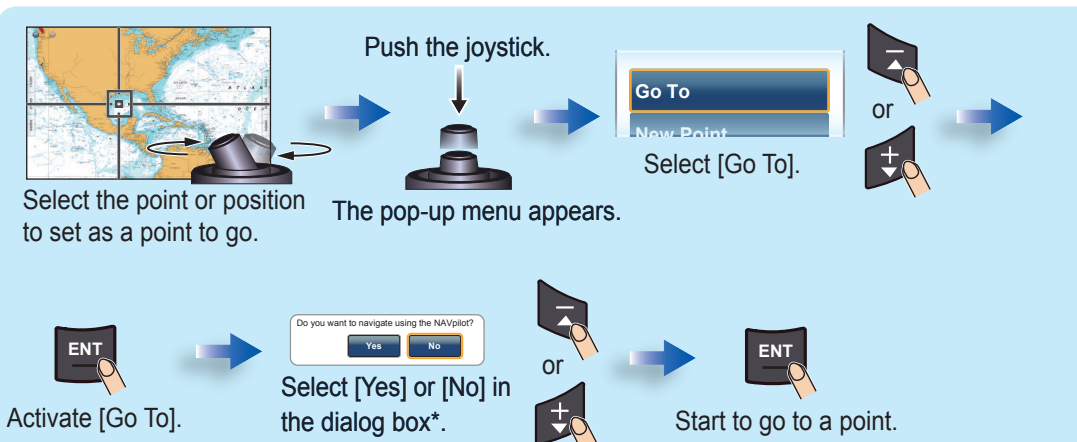 Push the joystick.
Go To
New Point
or
Select [Go To].
Select the point or position
to set as a point to go.
The pop-up menu appears.
ENT
Activate [Go To].
Do you want to navigate using the NAVpilot?
Yes No
Select [Yes] or [No] in
the dialog box*.
or
ENT
Start to go to a point.